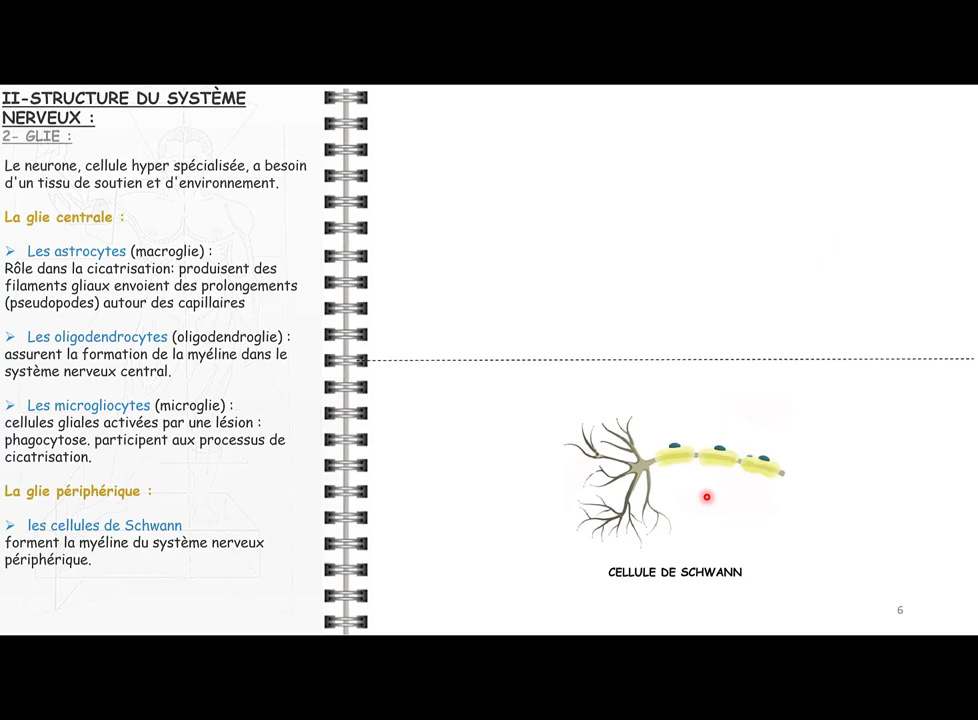 II-STRUCTURE DU SYSTÈME
NERVEUX :
2- GLIE :
Le neurone, cellule hyper spécialisée, a besoin
d'un tissu de soutien et d'environnement.
La glie centrale :
➢ Les astrocytes (macroglie) :
Rôle dans la cicatrisation: produisent des
filaments gliaux envoient des prolongements
(pseudopodes) autour des capillaires
➢ Les oligodendrocytes (oligodendroglie) :
assurent la formation de la myéline dans le
système nerveux central.
➢ Les microgliocytes (microglie) :
cellules gliales activées par une lésion :
phagocytose. participent aux processus de
cicatrisation.
La glie périphérique :
➢ les cellules de Schwann
forment la myéline du système nerveux
périphérique.
CELLULE DE SCHWANN
6